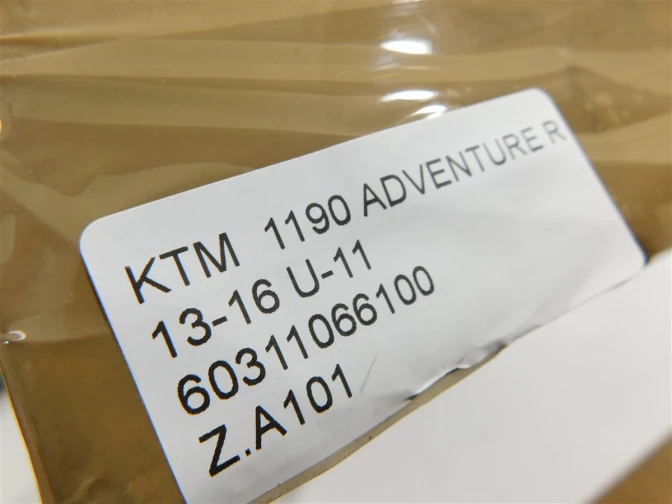 KTM 1190 ADVENTURE R
13-16 U-11
60311066100
Z.A101